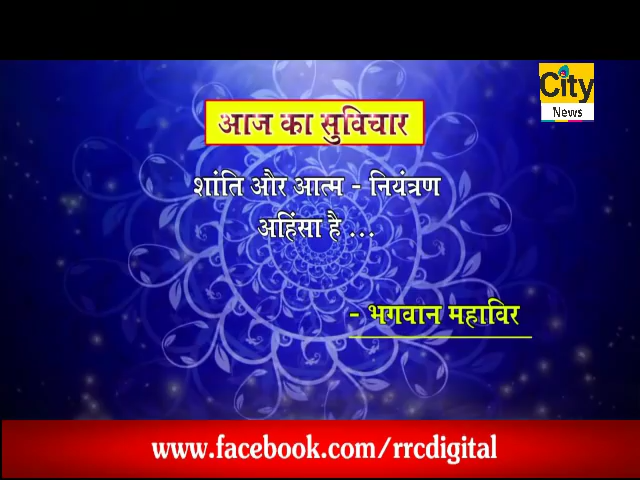 City
News
आज का सुविचार
शांति और आत्म - नियंत्रण
अहिंसा है ...
- भगवान महाविर
www.facebook.com/rrcdigital